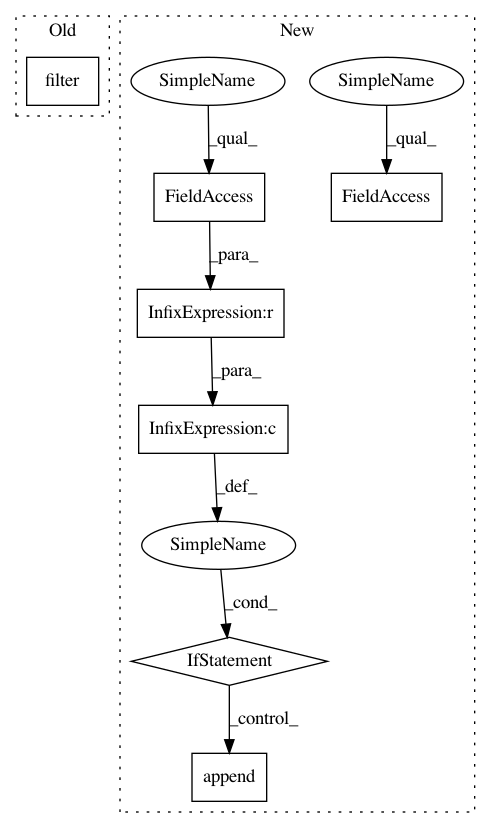 Old
New
filter
SimpleName
SimpleName
_qual_
_qual_
FieldAccess
FieldAccess
_para_
InfixExpression:r
_para_
InfixExpression:c
_def_
SimpleName
_cond_
IfStatement
_control_
append